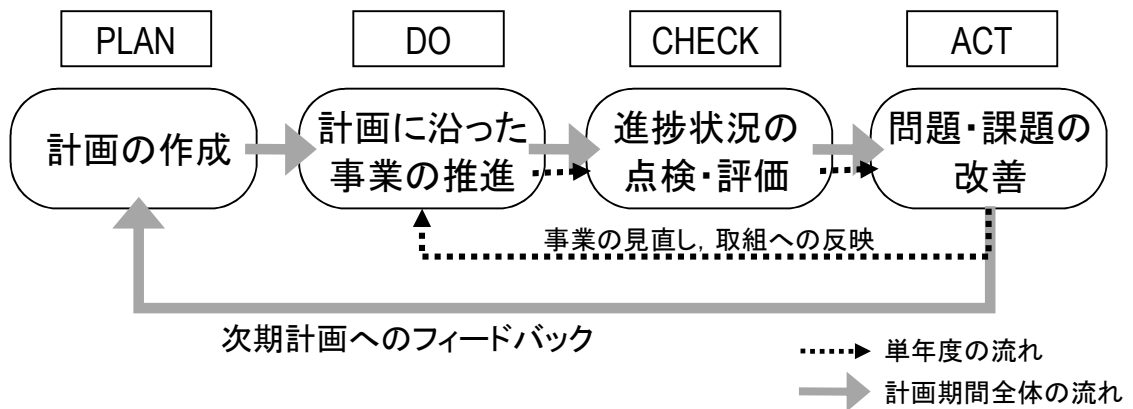 PLAN
DO
CHECK
ACT
計画の作成
計画に沿った
事業の推進
進捗状況の
点検・評価
問題・課題の
改善
事業の見直し，取組への反映
次期計画へのフィードバック
単年度の流れ
計画期間全体の流れ